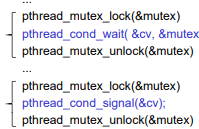 ...
pthread_mutex_lock(&mutex)
pthread_cond_wait( &cv, &mutex
pthread_mutex_unlock(&mutex)
...
pthread_mutex_lock(&mutex)
pthread_cond_signal(&cv);
pthread_mutex_unlock(&mutex)